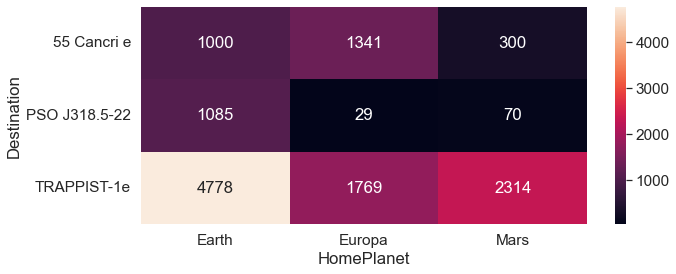 55 Cancri e 1000 1341 300
PSO J318.5-22 1085 29 70
TRAPPIST-1e 4778 1769 2314
Earth Europa Mars
HomePlanet
Destination
4000
3000
2000
1000